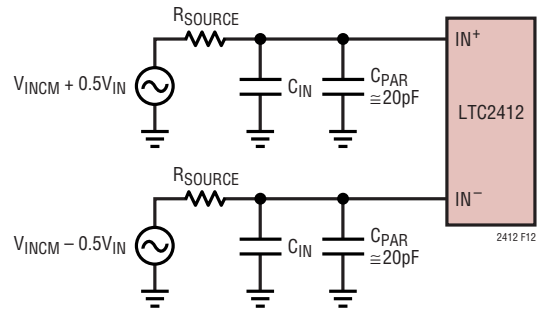 RSOURCE
VINCM + 0.5VIN
CIN
CPAR
≅20pF
IN+
LTC2412
RSOURCE
VINCM – 0.5VIN
CIN
CPAR
≅20pF
IN–
2412 F12